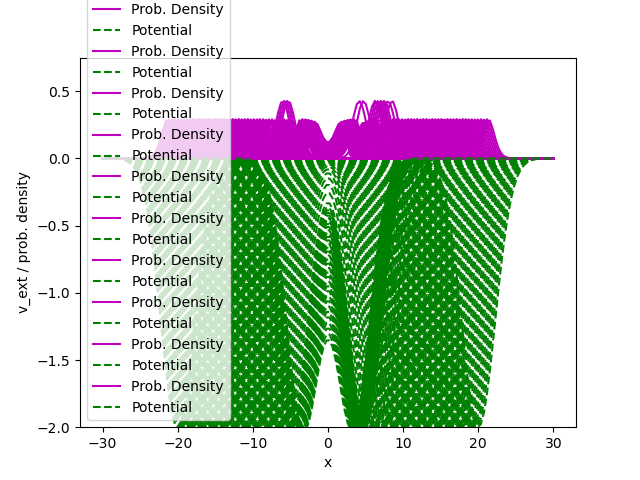 Prob. Density
Potential
Prob. Density
Potential
Prob. Density
Potential
Prob. Density
Potential
Prob. Density
Potential
Prob. Density
Potential
Prob. Density
Potential
Prob. Density
Potential
Prob. Density
Potential
Prob. Density
Potential
0.5
0.0
−0.5
−1.0
−1.5
−2.0
v_ext / prob. density
−30
−20
−10
0
10
20
30
x